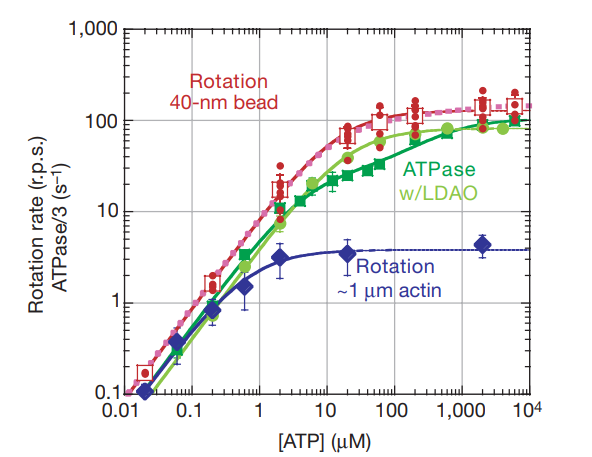 1,000
100
10
1
0.1
Rotation rate (r.p.s.)
ATPase/3 (s⁻¹)
Rotation
40-nm bead
ATPase
w/LDAO
Rotation
~1 μm actin
0.01 0.1 1 10 100 1,000 10⁴
[ATP] (μM)